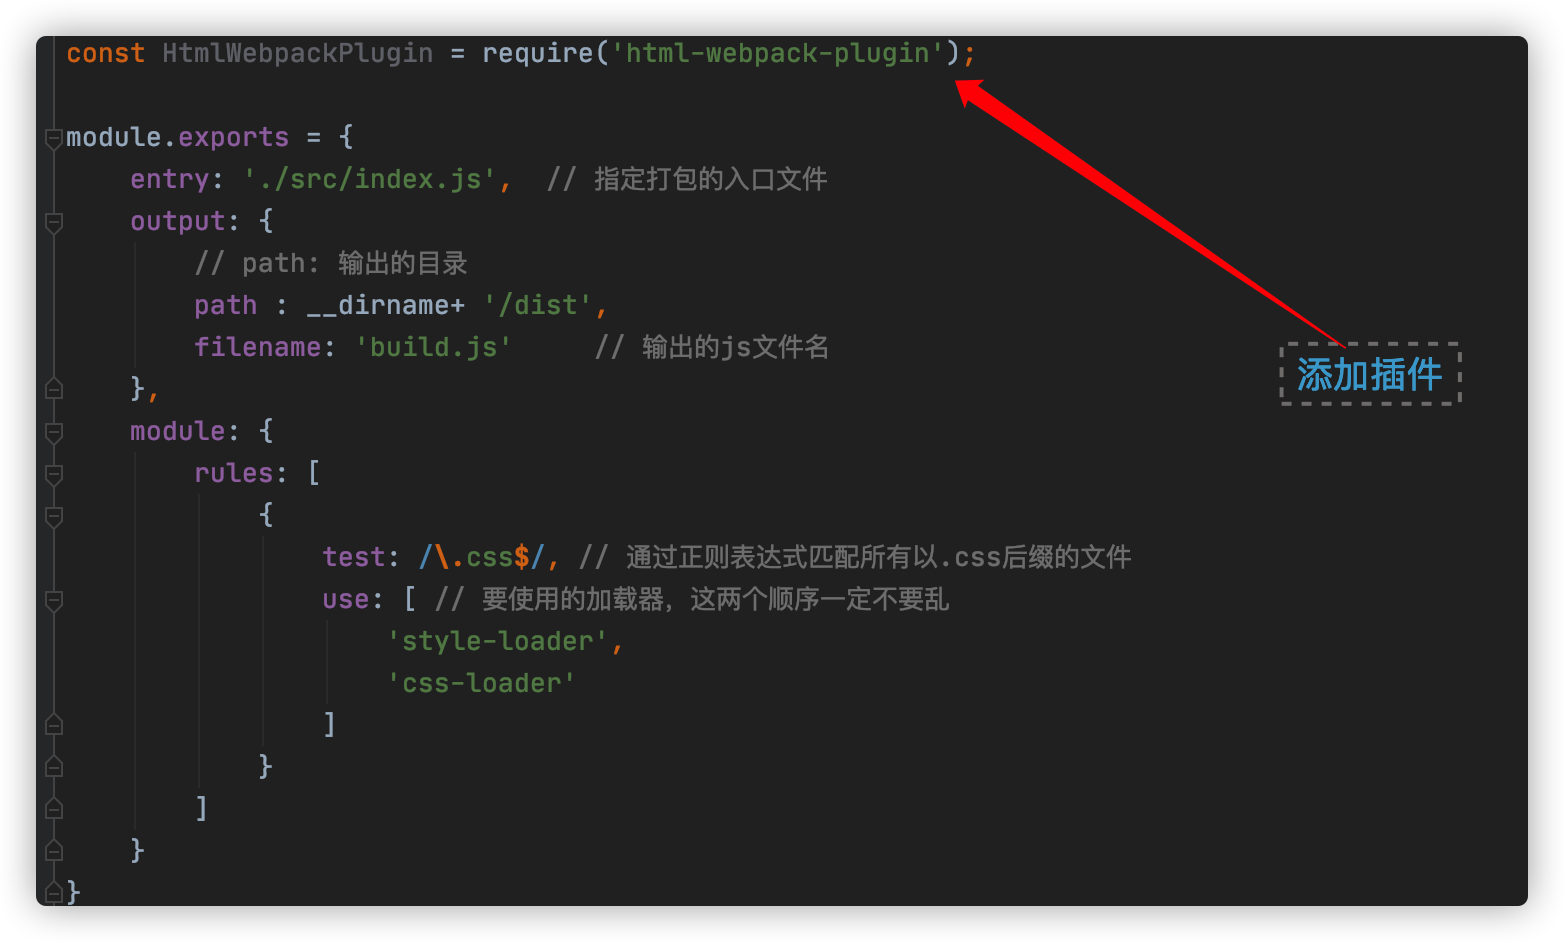 const HtmlWebpackPlugin = require('html-webpack-plugin');
module.exports = {
entry: './src/index.js',  // 指定打包的入口文件
output: {
// path: 输出的目录
path : __dirname+ '/dist',
filename: 'build.js'     // 输出的js文件名
添加插件
},
module: {
rules: [
{
test: /\.css$/, // 通过正则表达式匹配所有以.css后缀的文件
use: [ // 要使用的加载器，这两个顺序一定不要乱
'style-loader',
'css-loader'
]
}
]
}
}